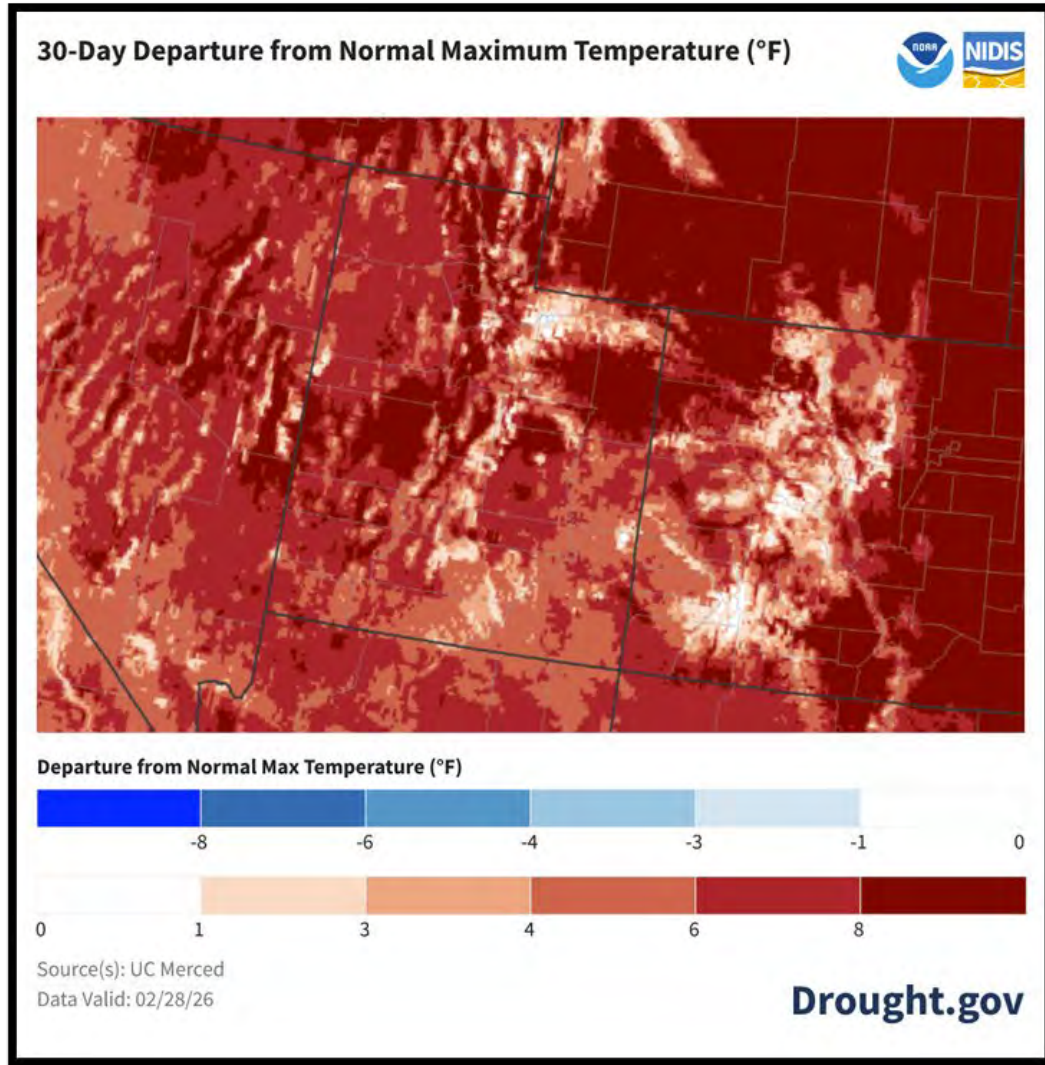 30-Day Departure from Normal Maximum Temperature (°F)
NOAA
NIDIS
Departure from Normal Max Temperature (°F)
-8 -6 -4 -3 -1 0
0 1 3 4 6 8
Source(s): UC Merced
Data Valid: 02/28/26
Drought.gov